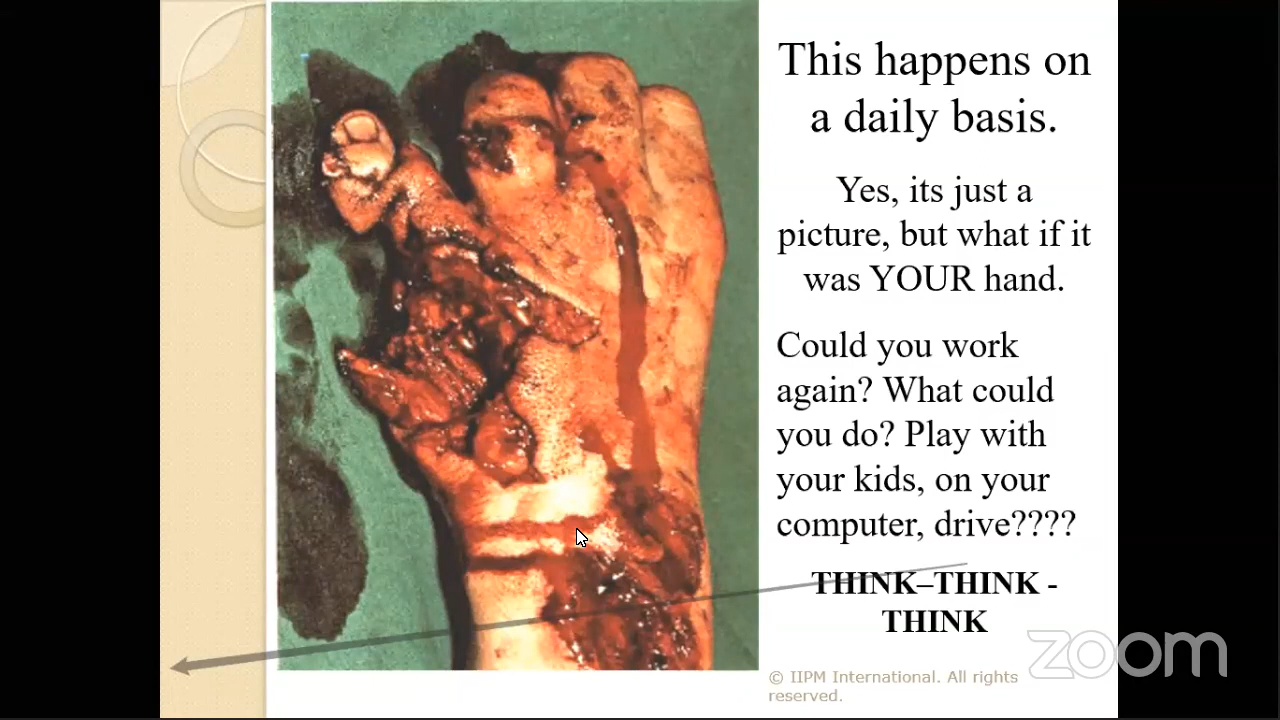 This happens on
a daily basis.
Yes, its just a
picture, but what if it
was YOUR hand.
Could you work
again? What could
you do? Play with
your kids, on your
computer, drive????
THINK–THINK -
THINK
zoom
© IIPM International. All rights
reserved.